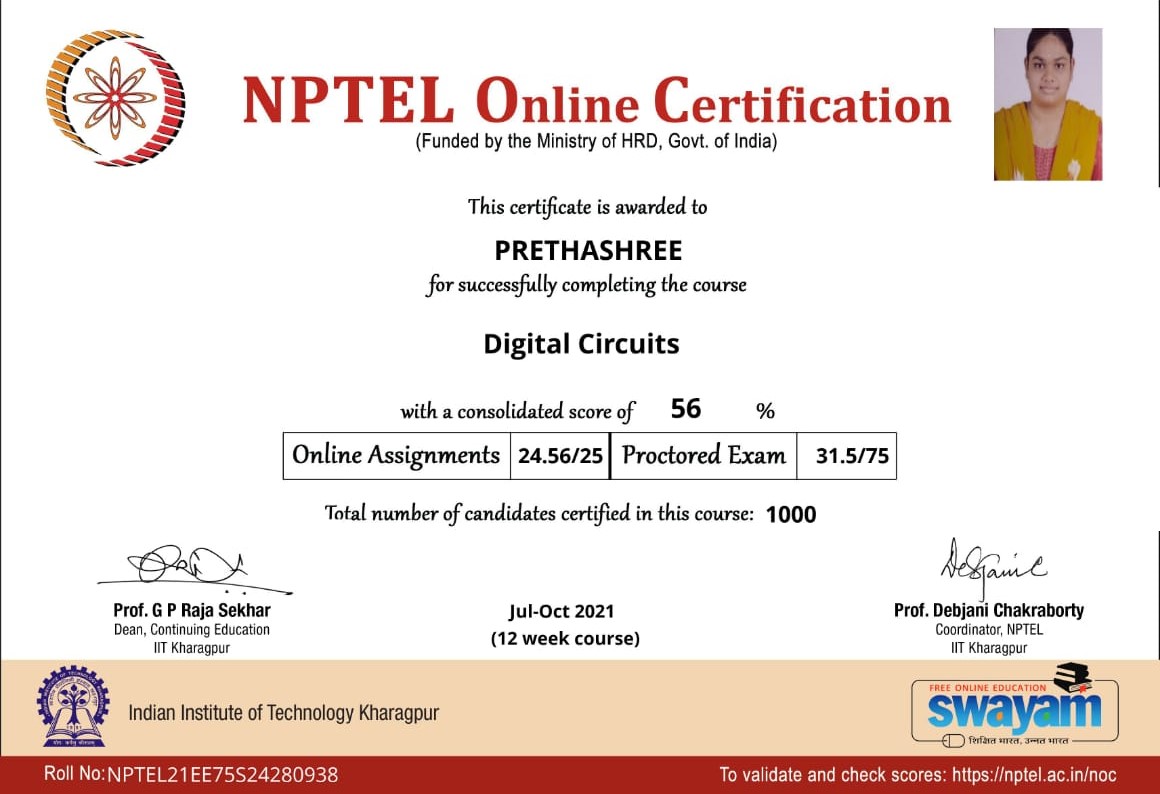 NPTEL Online Certification
(Funded by the Ministry of HRD, Govt. of India)
This certificate is awarded to
PRETHASHREE
for successfully completing the course
Digital Circuits
with a consolidated score of 56 %
Online Assignments 24.56/25 Proctored Exam 31.5/75
Total number of candidates certified in this course: 1000
Prof. G P Raja Sekhar
Dean, Continuing Education
IIT Kharagpur
Jul-Oct 2021
(12 week course)
Prof. Debjani Chakraborty
Coordinator, NPTEL
IIT Kharagpur
Indian Institute of Technology Kharagpur
FREE ONLINE EDUCATION
swayam
शिक्षित भारत, उन्नत भारत
Roll No:NPTEL21EE75S24280938
To validate and check scores: https://nptel.ac.in/noc